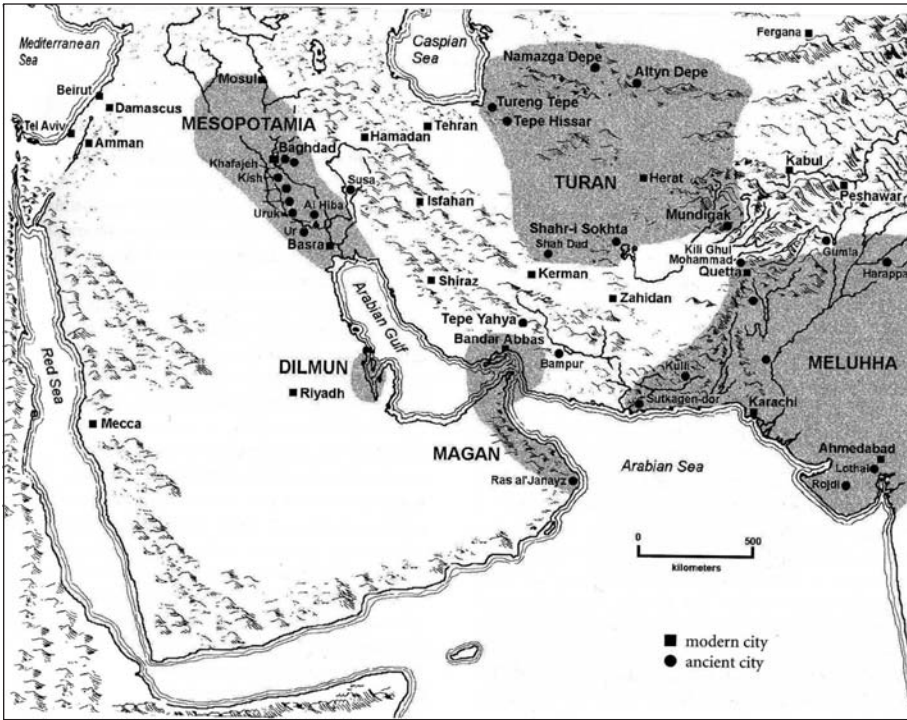 Mediterranean
Sea
Caspian
Sea
Fergana
Namazga Depe
Altyn Depe
Mosul
Beirut
Damascus
Tureng Tepe
Tepe Hissar
MESOPOTAMIA
Tel Aviv
Amman
Hamadan
Tehran
Baghdad
Khafajeh
Kish
Susa
TURAN
Herat
Kabul
Peshawar
Isfahan
Al Hiba
Uruk
Ur
Basra
Mundigak
Shahr-i Sokhta
Shah Dad
Kili Ghul
Mohammad
Quetta
Gumla
Harappa
Shiraz
Kerman
Zahidan
Arabian Gulf
Tepe Yahya
Bandar Abbas
Bampur
MELUHHA
Kulli
Sutkagen-dor
Karachi
DILMUN
Riyadh
Red Sea
Mecca
MAGAN
Arabian Sea
Ahmedabad
Lothal
Rojdi
Ras al'Janayz
0
500
kilometers
modern city
ancient city